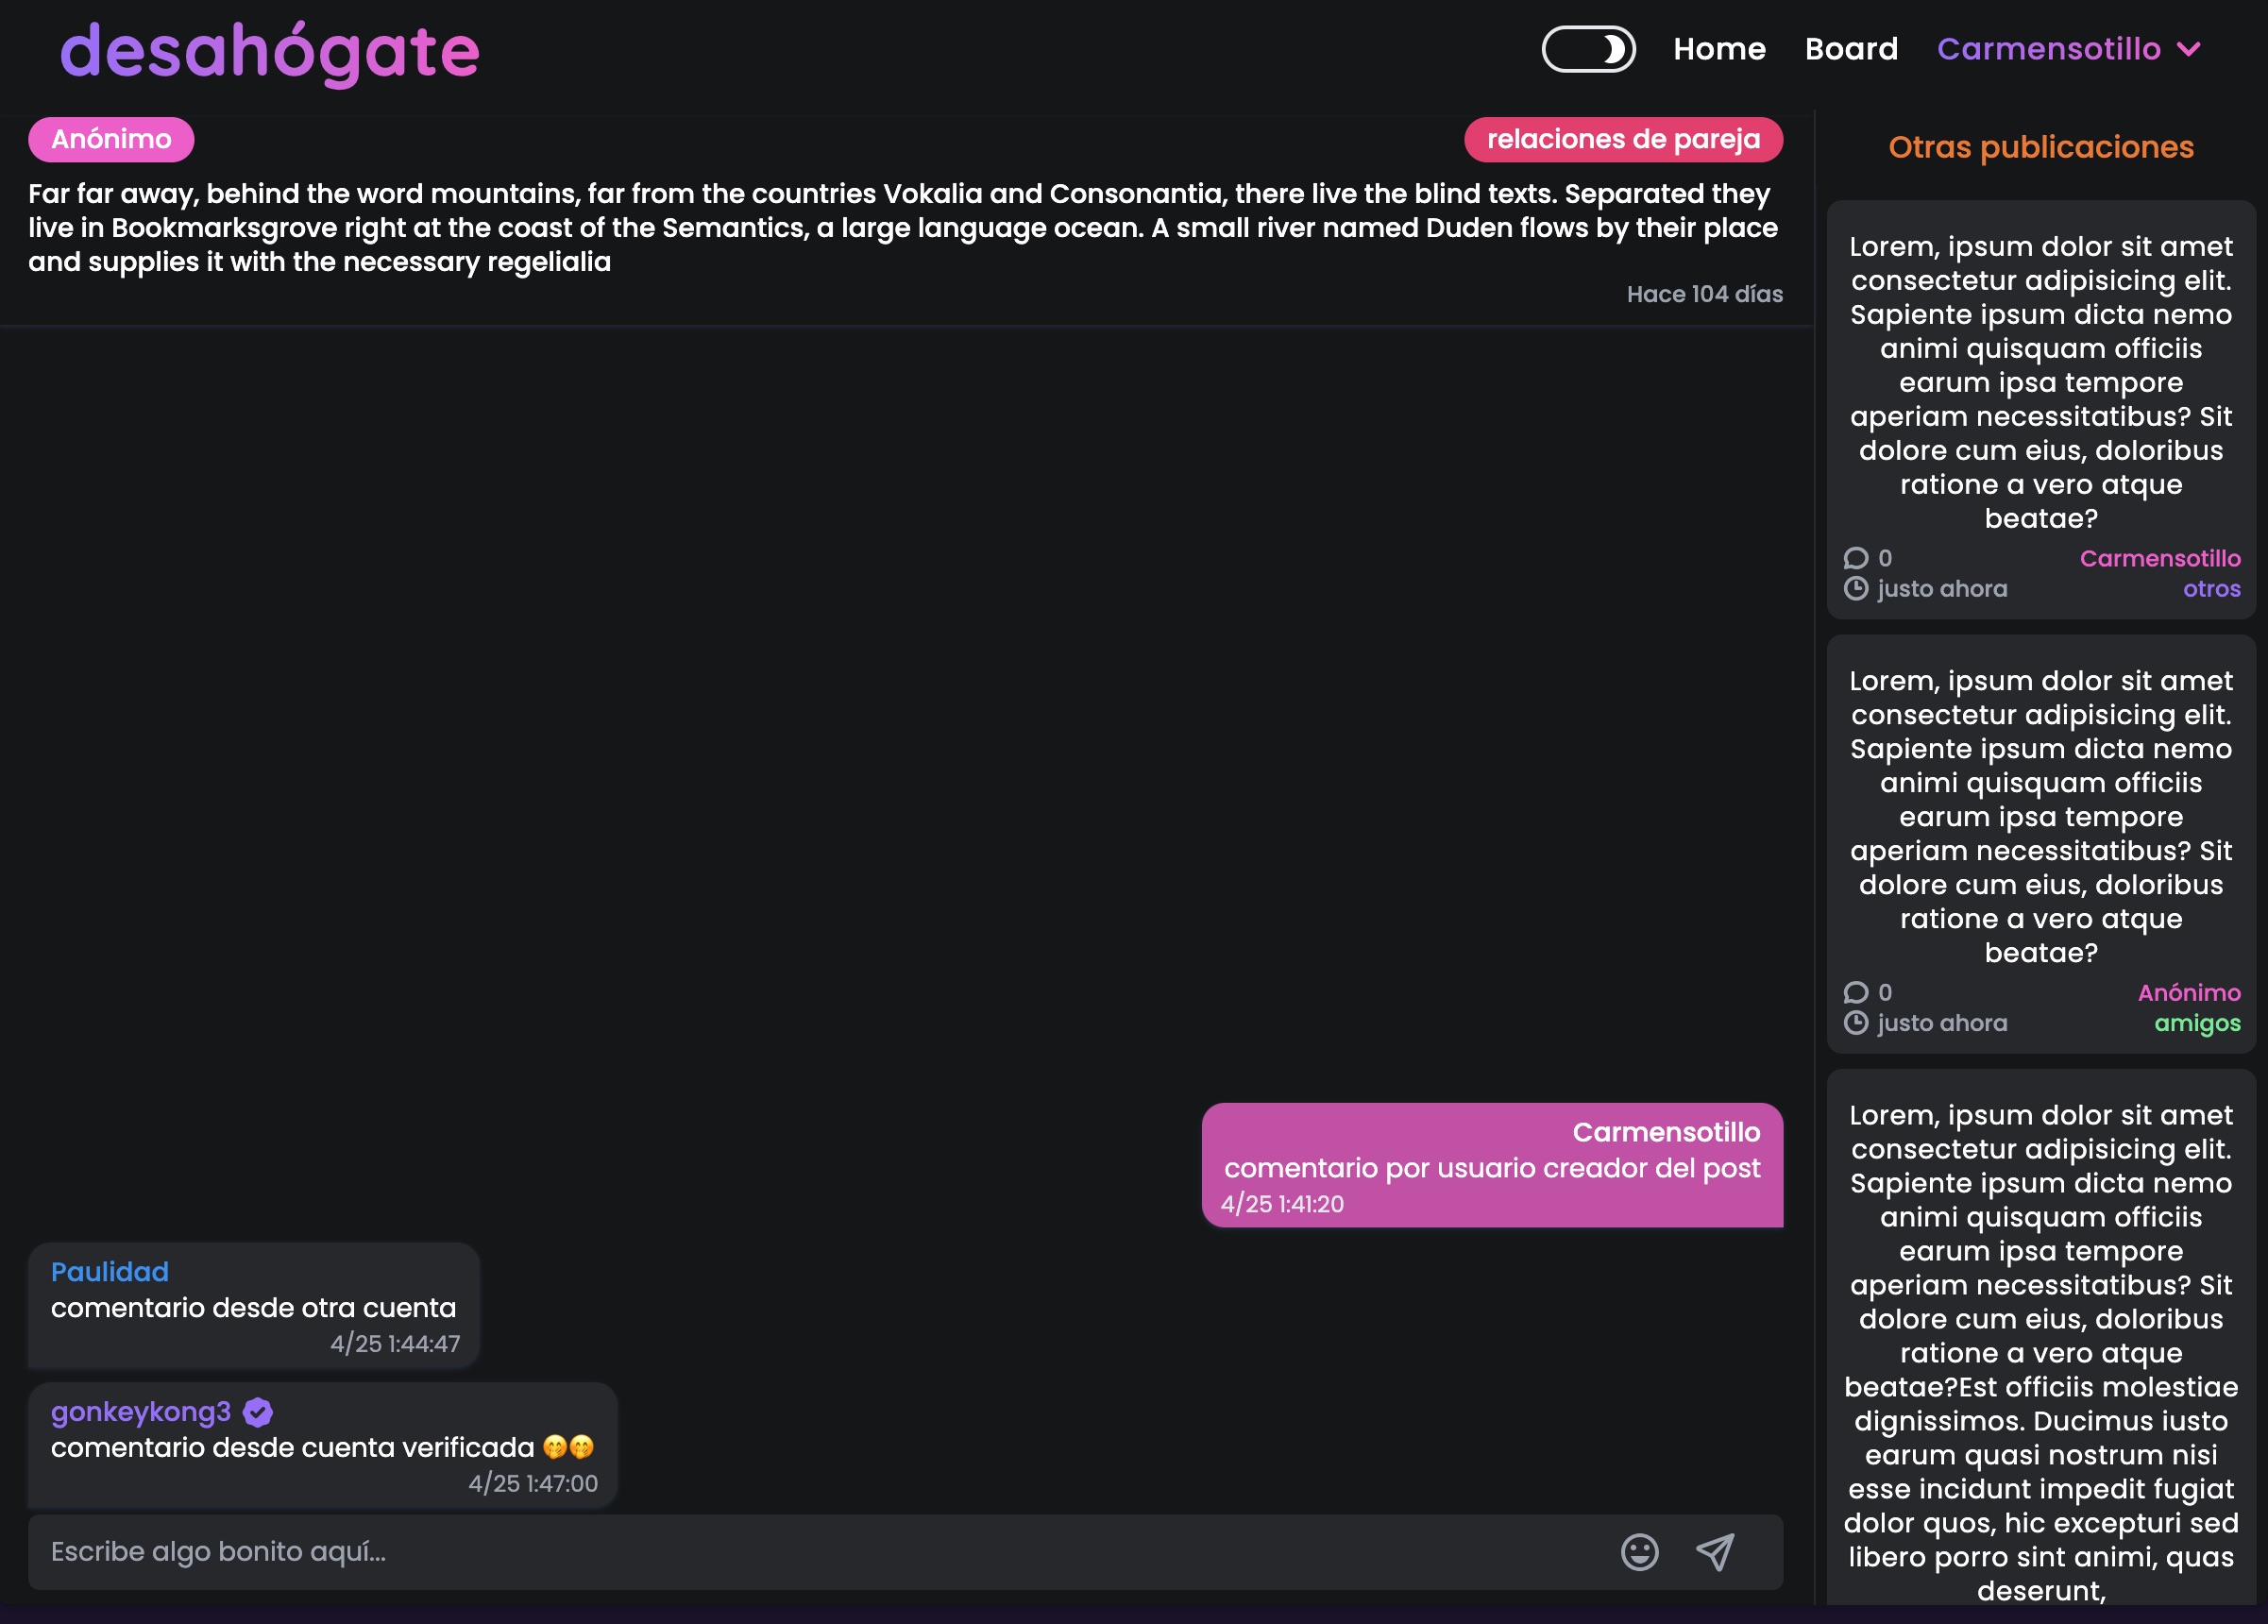 desahógate
Home
Board
Carmensotillo
Anónimo
relaciones de pareja
Far far away, behind the word mountains, far from the countries Vokalia and Consonantia, there live the blind texts. Separated they
live in Bookmarksgrove right at the coast of the Semantics, a large language ocean. A small river named Duden flows by their place
and supplies it with the necessary regelialia
Hace 104 días
Carmensotillo
comentario por usuario creador del post
4/25 1:41:20
Paulidad
comentario desde otra cuenta
4/25 1:44:47
gonkeykong3
comentario desde cuenta verificada 🤭🤭
4/25 1:47:00
Escribe algo bonito aquí...
Otras publicaciones
Lorem, ipsum dolor sit amet
consectetur adipisicing elit.
Sapiente ipsum dicta nemo
animi quisquam officiis
earum ipsa tempore
aperiam necessitatibus? Sit
dolore cum eius, doloribus
ratione a vero atque
beatae?
0
Carmensotillo
justo ahora
otros
Lorem, ipsum dolor sit amet
consectetur adipisicing elit.
Sapiente ipsum dicta nemo
animi quisquam officiis
earum ipsa tempore
aperiam necessitatibus? Sit
dolore cum eius, doloribus
ratione a vero atque
beatae?
0
Anónimo
justo ahora
amigos
Lorem, ipsum dolor sit amet
consectetur adipisicing elit.
Sapiente ipsum dicta nemo
animi quisquam officiis
earum ipsa tempore
aperiam necessitatibus? Sit
dolore cum eius, doloribus
ratione a vero atque
beatae?Est officiis molestiae
dignissimos. Ducimus iusto
earum quasi nostrum nisi
esse incidunt impedit fugiat
dolor quos, hic excepturi sed
libero porro sint animi, quas
deserunt,